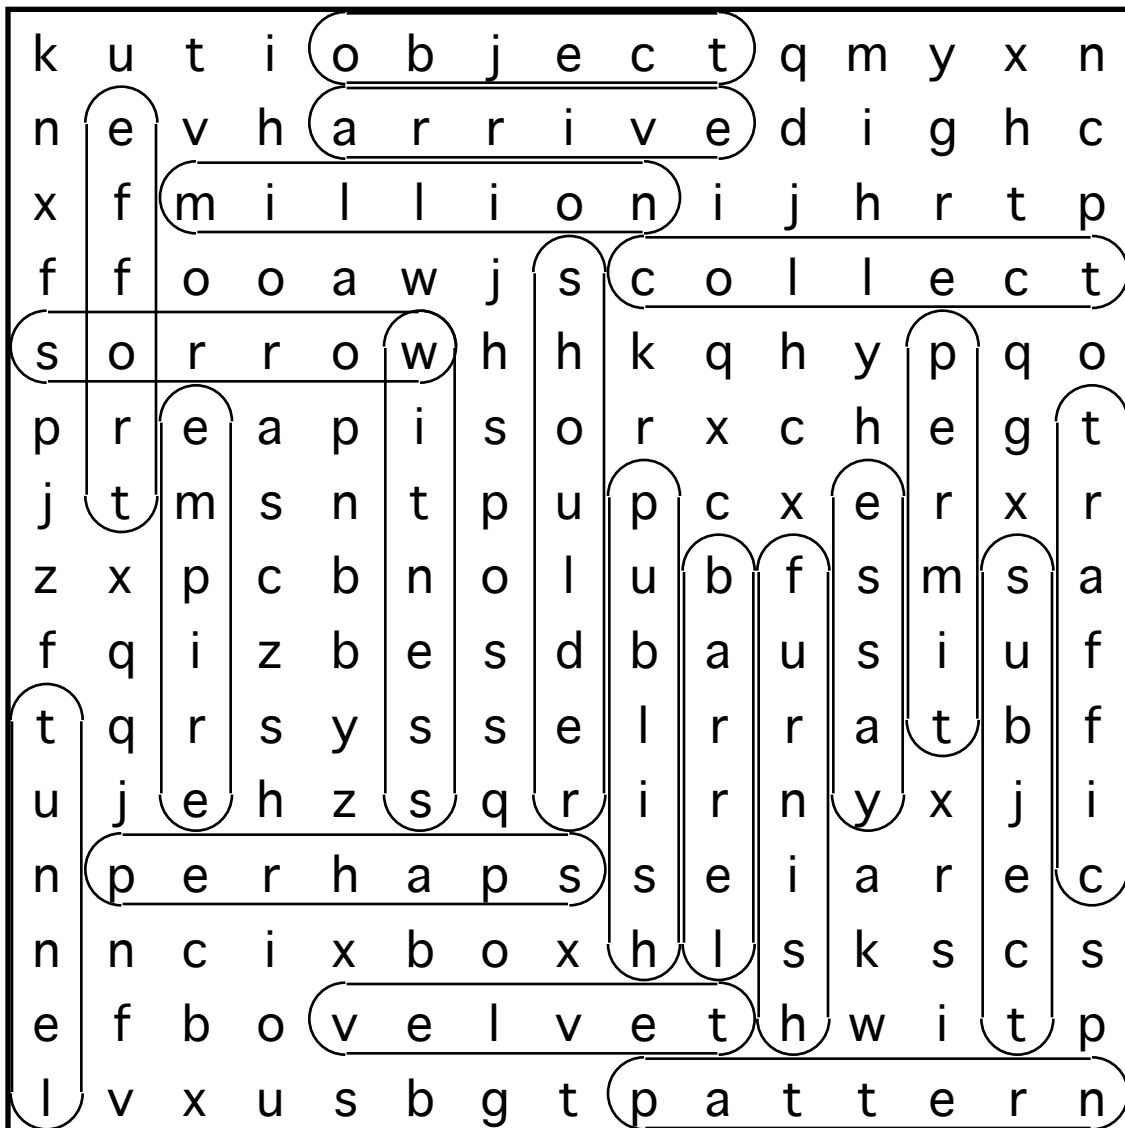 k u t i o b j e c t q m y x n
n e v h a r r i v e d i g h c
x f m i l l i o n i j h r t p
f f o o a w j s c o l l e c t
s o r r o w h h k q h y p q o
p r e a p i s o r x c h e g t
j t m s n t p u p c x e r x r
z x p c b n o l u b f s m s a
f q i z b e s d b a u s i u f
t q r s y s s e l r r a t b f
u j e h z s q r i r n y x j i
n p e r h a p s s e i a r e c
n n c i x b o x h l s k s c s
e f b o v e l v e t h w i t p
l v x u s b g t p a t t e r n